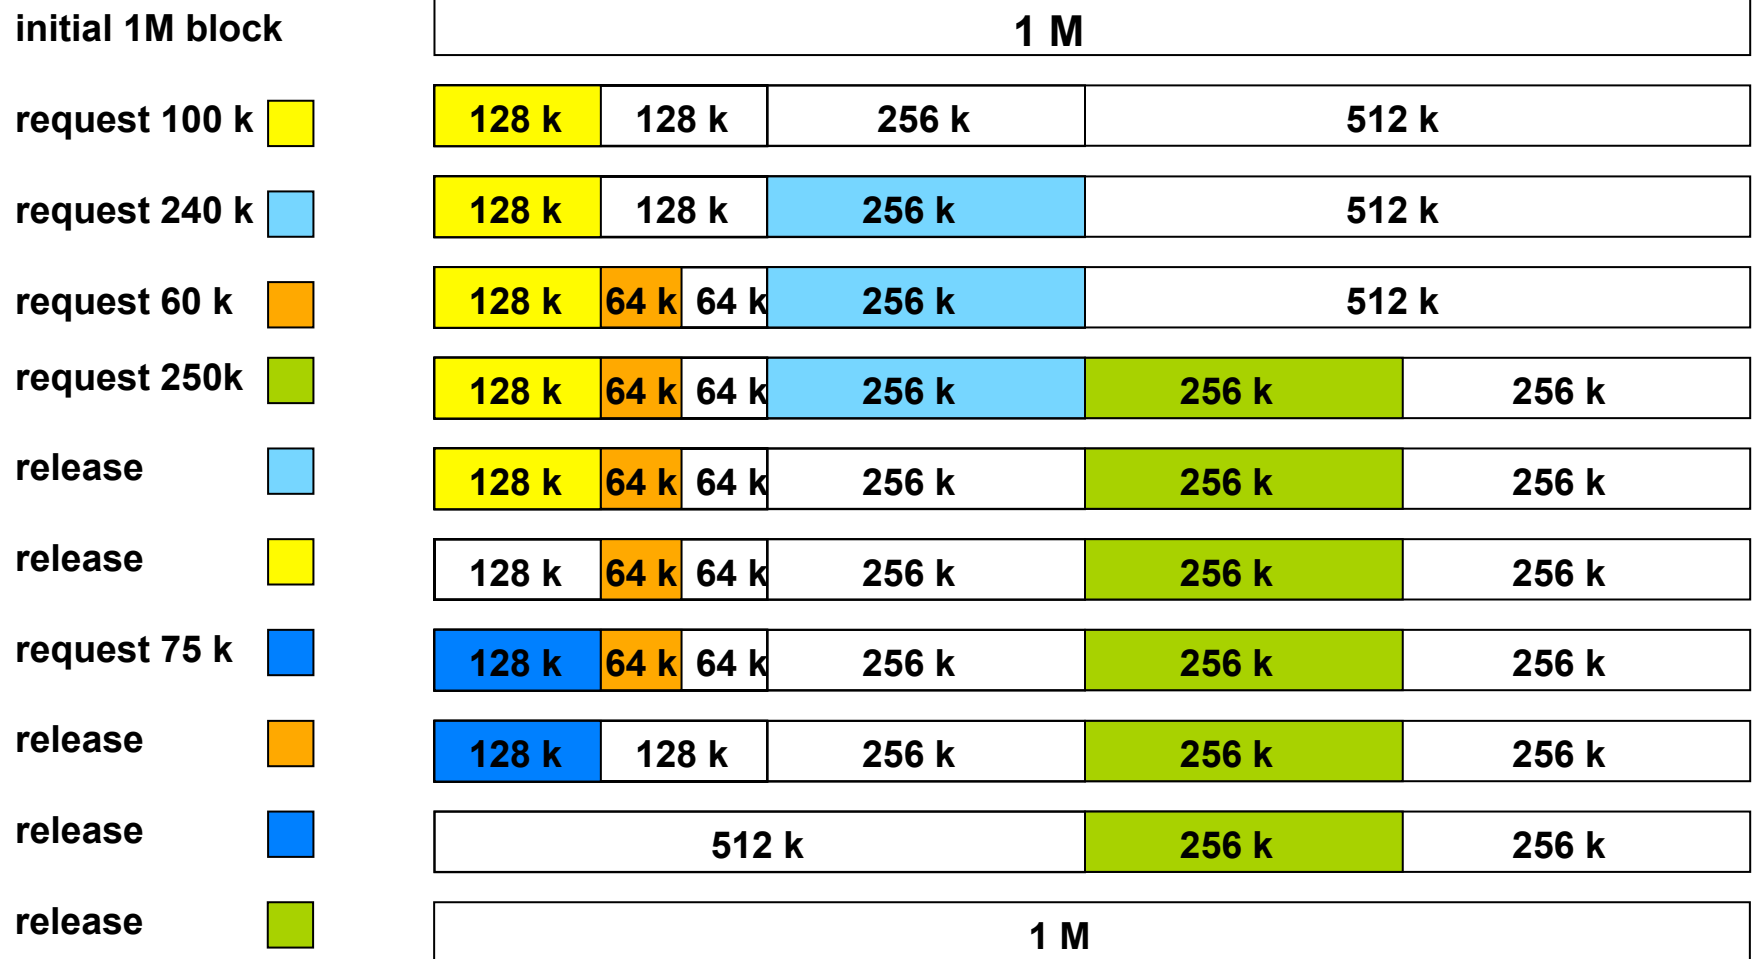 initial 1M block 1 M
request 100 k 128 k 128 k 256 k 512 k
request 240 k 128 k 128 k 256 k 512 k
request 60 k 128 k 64 k 64 k 256 k 512 k
request 250k 128 k 64 k 64 k 256 k 256 k 256 k
release 128 k 64 k 64 k 256 k 256 k 256 k
release 128 k 64 k 64 k 256 k 256 k 256 k
request 75 k 128 k 64 k 64 k 256 k 256 k 256 k
release 128 k 128 k 256 k 256 k 256 k
release 512 k 256 k 256 k
release 1 M